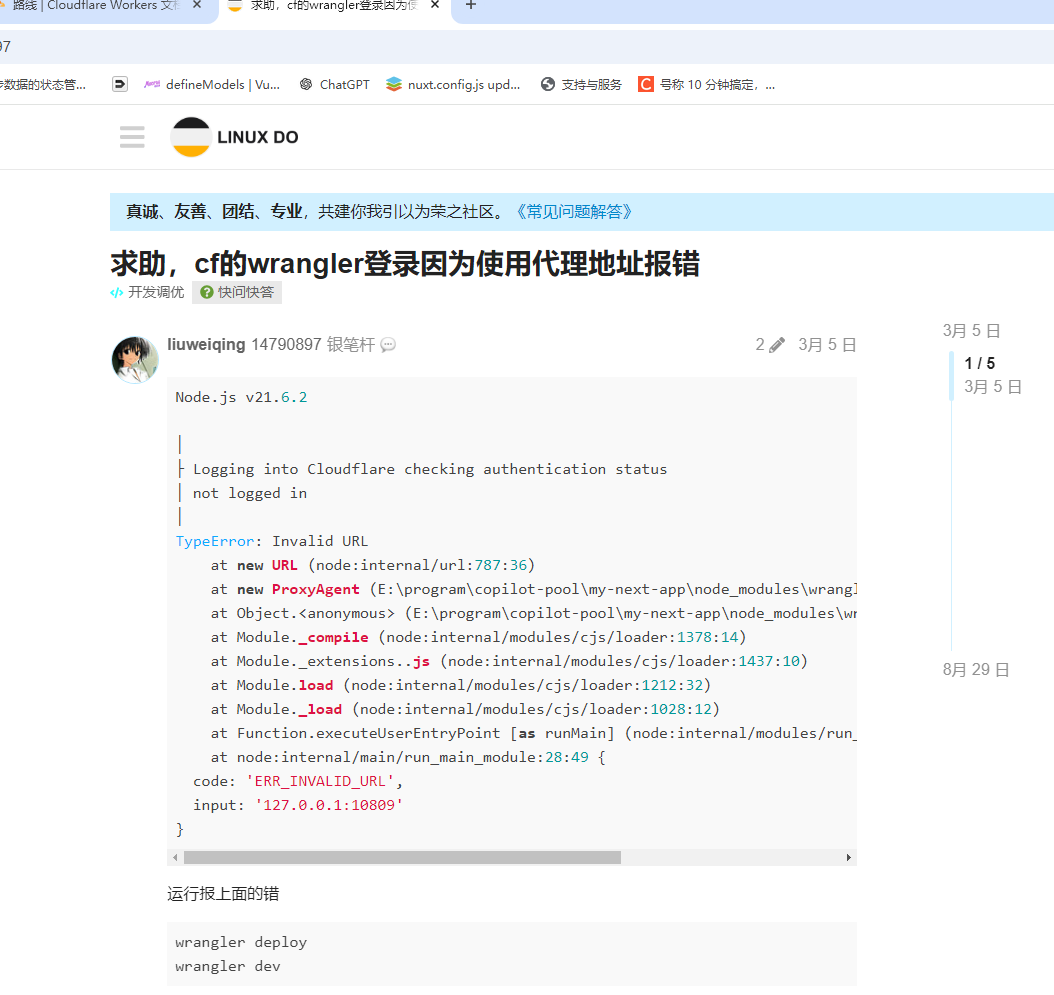 路线 | Cloudflare Workers 文
求助，cf的wrangler登录因为使
97
步数据的状态管...
defineModels | Vu...
ChatGPT
nuxt.config.js upd...
支持与服务
号称 10 分钟搞定，...
LINUX DO
真诚、友善、团结、专业，共建你我引以为荣之社区。《常见问题解答》
求助，cf的wrangler登录因为使用代理地址报错
开发调优 快问快答
liuweiqing 14790897 银笔杆
2 3月 5 日
3月 5 日
1 / 5
3月 5 日
8月 29 日
Node.js v21.6.2
│
├ Logging into Cloudflare checking authentication status
│ not logged in
│
TypeError: Invalid URL
    at new URL (node:internal/url:787:36)
    at new ProxyAgent (E:\program\copilot-pool\my-next-app\node_modules\wrangl
    at Object.<anonymous> (E:\program\copilot-pool\my-next-app\node_modules\wr
    at Module._compile (node:internal/modules/cjs/loader:1378:14)
    at Module._extensions..js (node:internal/modules/cjs/loader:1437:10)
    at Module.load (node:internal/modules/cjs/loader:1212:32)
    at Module._load (node:internal/modules/cjs/loader:1028:12)
    at Function.executeUserEntryPoint [as runMain] (node:internal/modules/run_
    at node:internal/main/run_main_module:28:49 {
  code: 'ERR_INVALID_URL',
  input: '127.0.0.1:10809'
}
运行报上面的错
wrangler deploy
wrangler dev